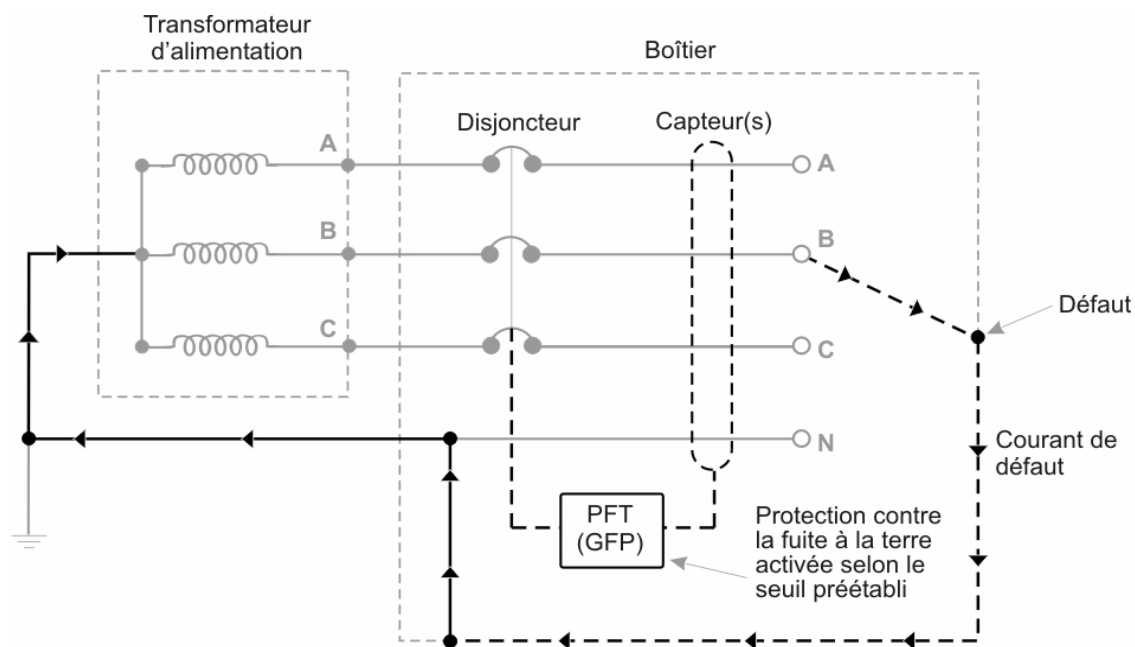 Transformateur
d'alimentation
Boîtier
Disjoncteur
Capteur(s)
A
A
B
B
Défaut
C
C
N
Courant de
défaut
PFT
(GFP)
Protection contre
la fuite à la terre
activée selon le
seuil préétabli